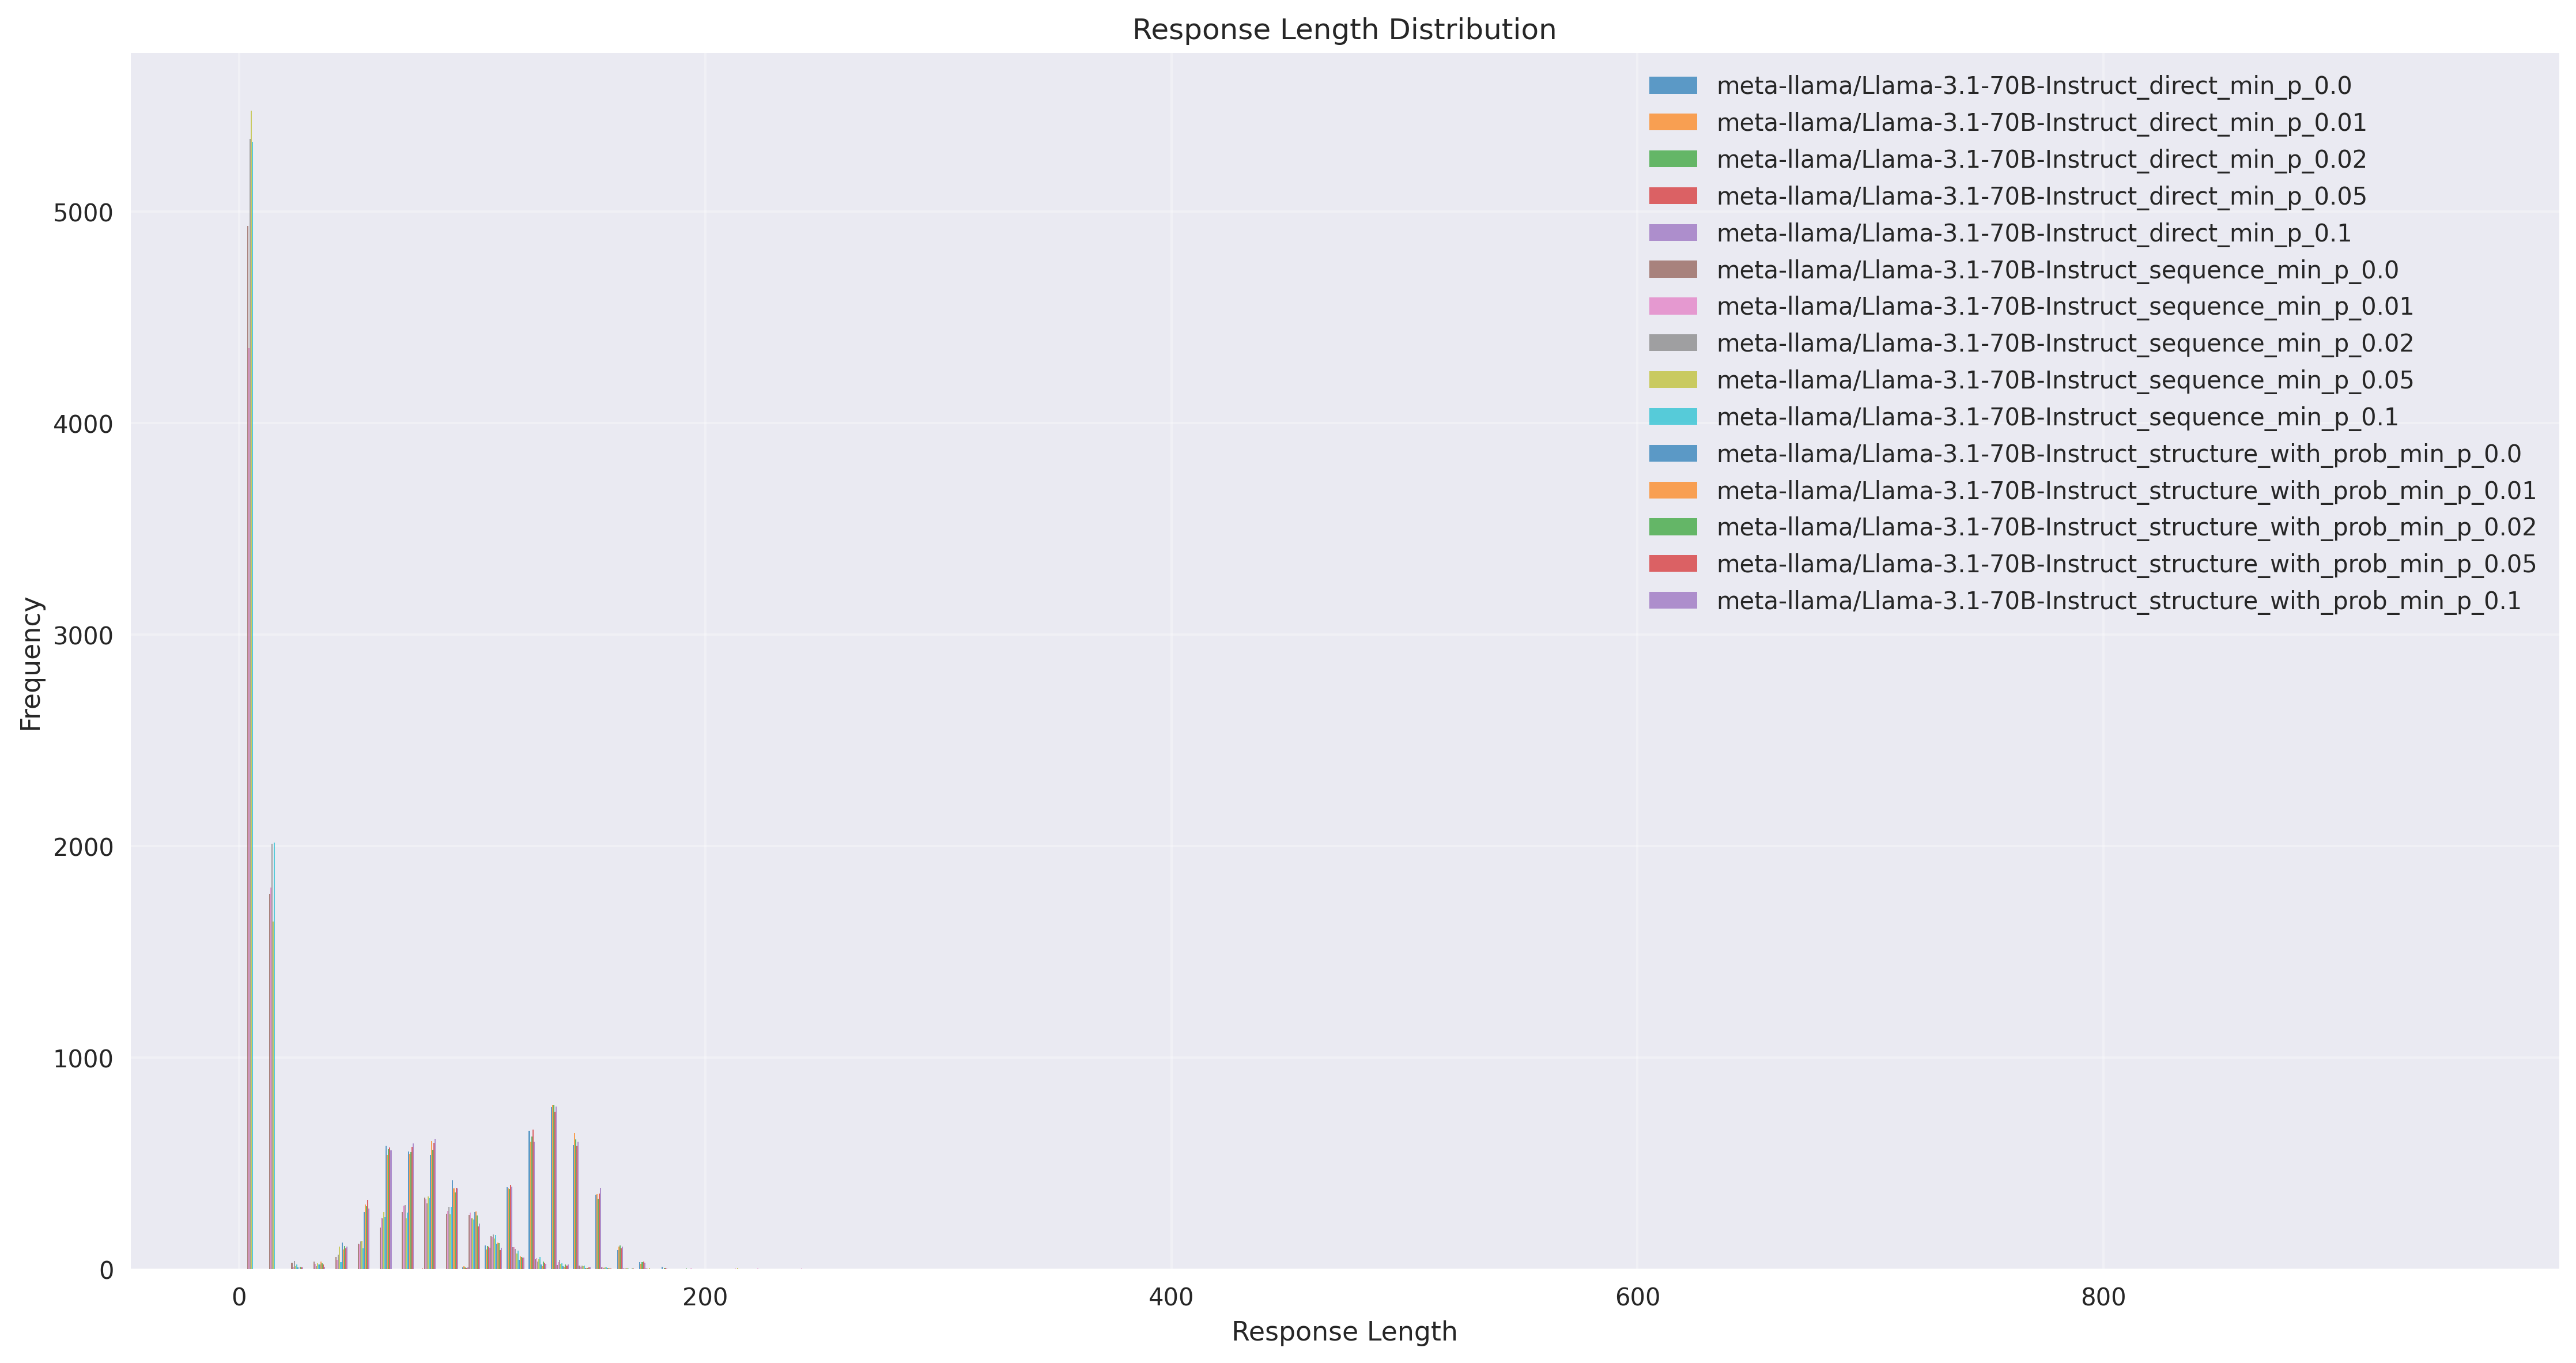 Response Length Distribution
meta-llama/Llama-3.1-70B-Instruct_direct_min_p_0.0
meta-llama/Llama-3.1-70B-Instruct_direct_min_p_0.01
meta-llama/Llama-3.1-70B-Instruct_direct_min_p_0.02
meta-llama/Llama-3.1-70B-Instruct_direct_min_p_0.05
meta-llama/Llama-3.1-70B-Instruct_direct_min_p_0.1
meta-llama/Llama-3.1-70B-Instruct_sequence_min_p_0.0
meta-llama/Llama-3.1-70B-Instruct_sequence_min_p_0.01
meta-llama/Llama-3.1-70B-Instruct_sequence_min_p_0.02
meta-llama/Llama-3.1-70B-Instruct_sequence_min_p_0.05
meta-llama/Llama-3.1-70B-Instruct_sequence_min_p_0.1
meta-llama/Llama-3.1-70B-Instruct_structure_with_prob_min_p_0.0
meta-llama/Llama-3.1-70B-Instruct_structure_with_prob_min_p_0.01
meta-llama/Llama-3.1-70B-Instruct_structure_with_prob_min_p_0.02
meta-llama/Llama-3.1-70B-Instruct_structure_with_prob_min_p_0.05
meta-llama/Llama-3.1-70B-Instruct_structure_with_prob_min_p_0.1
Frequency
5000
4000
3000
2000
1000
0
0 200 400 600 800
Response Length